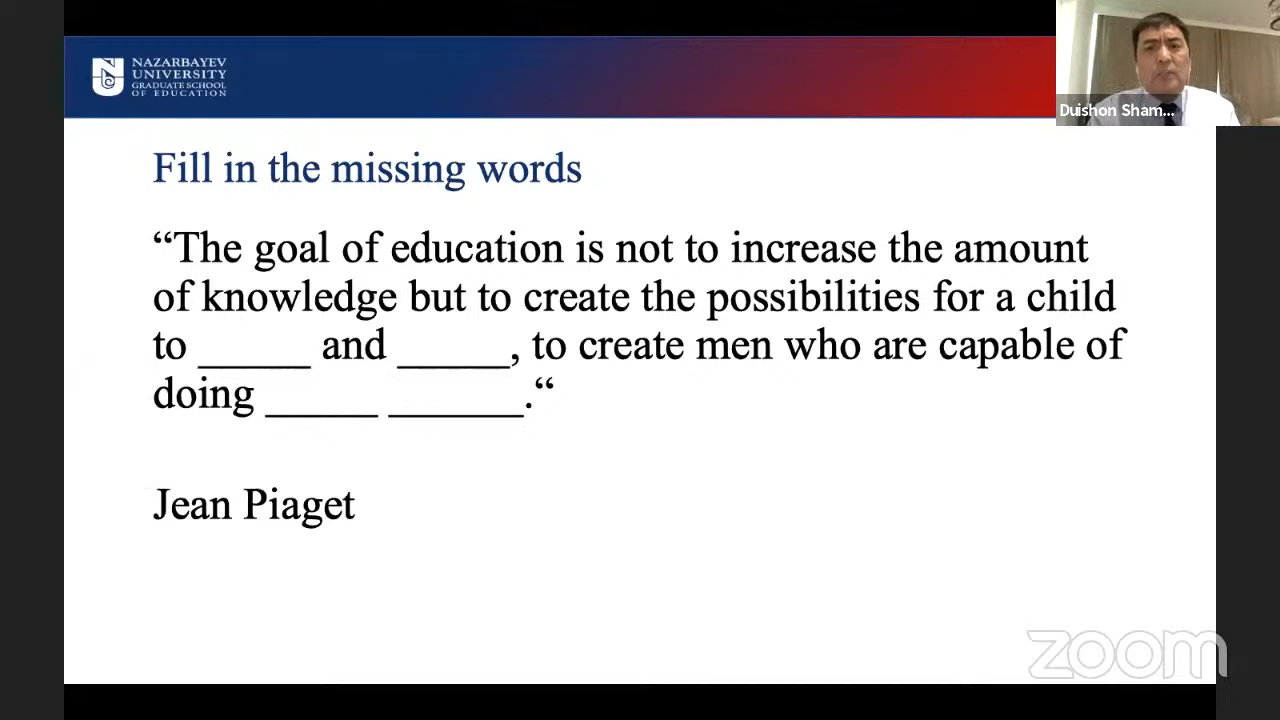 NAZARBAYEV
UNIVERSITY
GRADUATE SCHOOL
OF EDUCATION
Duishon Sham...
Fill in the missing words
“The goal of education is not to increase the amount
of knowledge but to create the possibilities for a child
to _____ and _____, to create men who are capable of
doing _____ ______.“
Jean Piaget
zoom